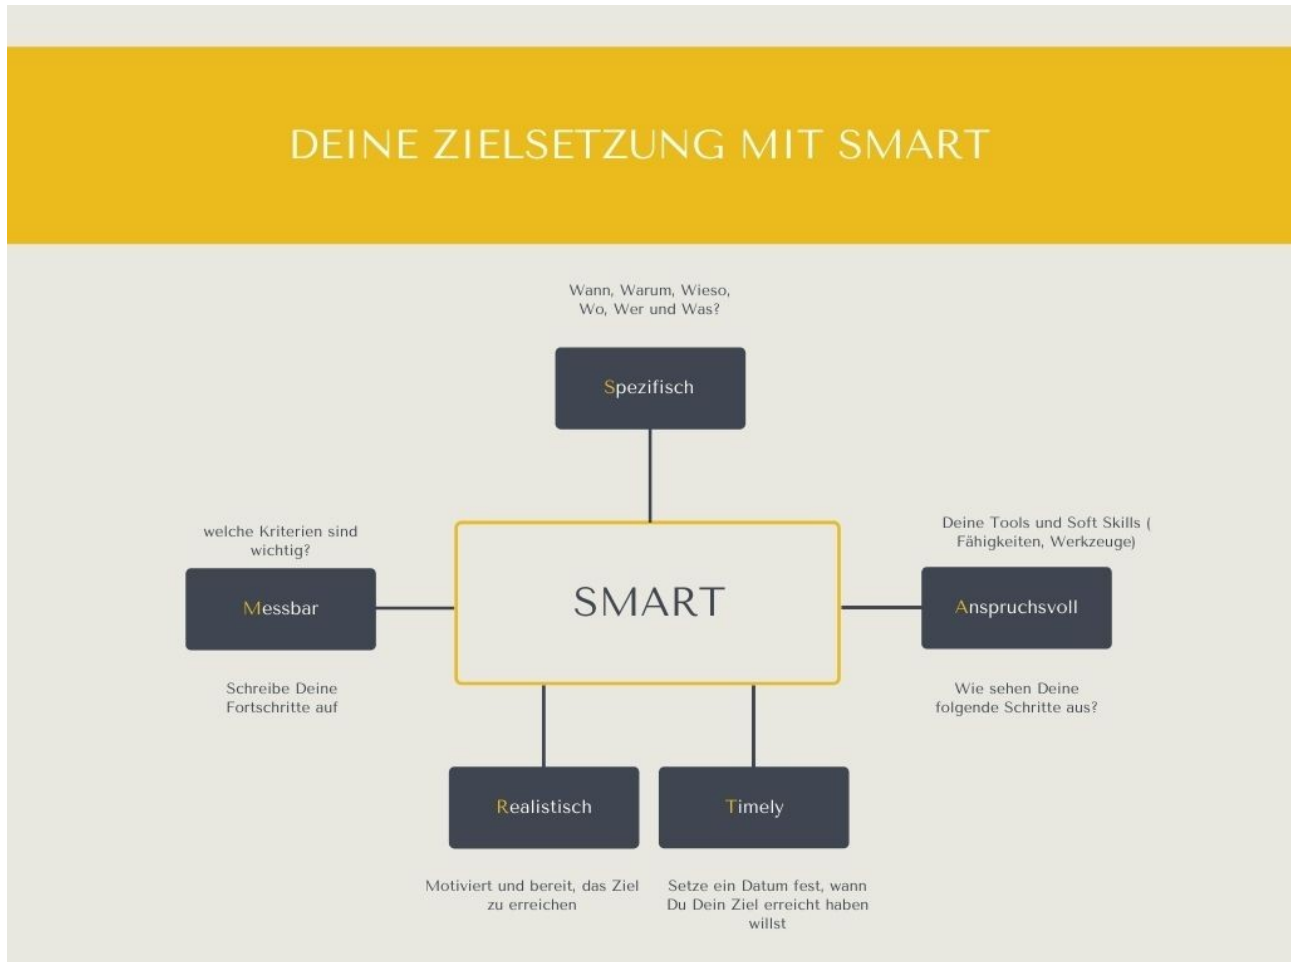 DEINE ZIELSETZUNG MIT SMART
Wann, Warum, Wieso,
Wo, Wer und Was?
Spezifisch
welche Kriterien sind
wichtig?
Messbar
Schreibe Deine
Fortschritte auf
SMART
Deine Tools und Soft Skills (
Fähigkeiten, Werkzeuge)
Anspruchsvoll
Wie sehen Deine
folgende Schritte aus?
Realistisch
Motiviert und bereit, das Ziel
zu erreichen
Timely
Setze ein Datum fest, wann
Du Dein Ziel erreicht haben
willst